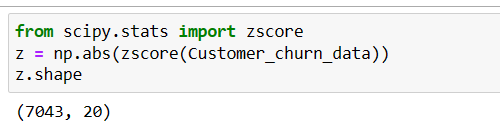 from scipy.stats import zscore
z = np.abs(zscore(Customer_churn_data))
z.shape
(7043, 20)